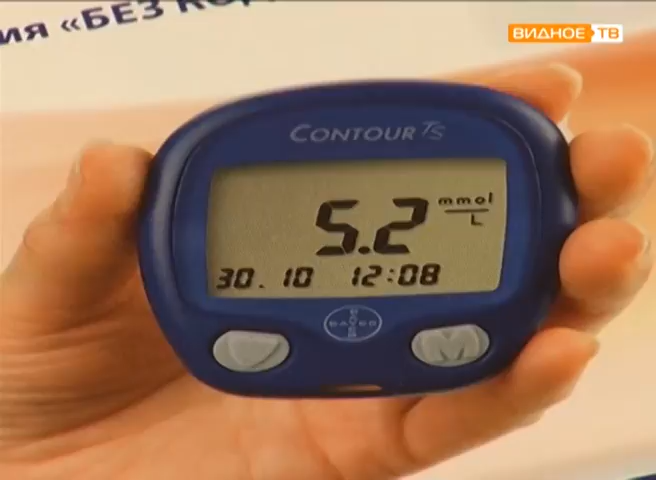 ия «БЕЗ
ВИДНОЕ ТВ
CONTOUR TS
5.2 mmol/L
30.10 12:08
BAYER
M